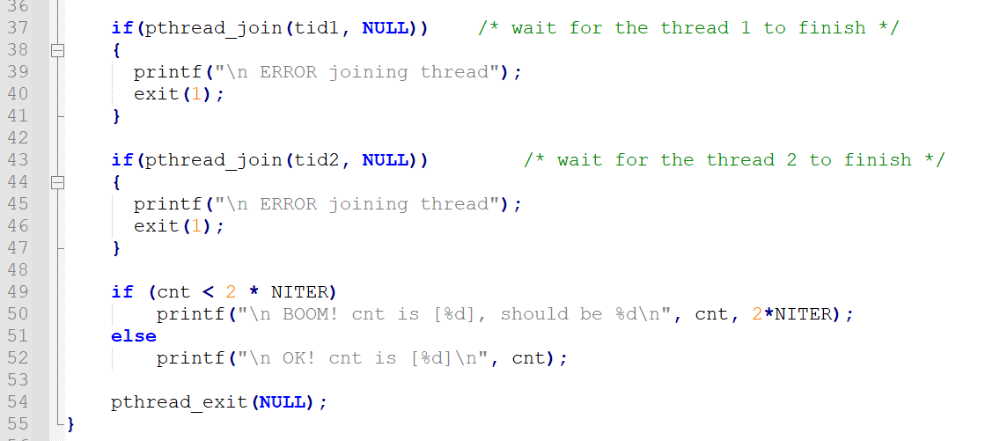 36
37 if(pthread_join(tid1, NULL)) /* wait for the thread 1 to finish */
38 {
39 printf("\n ERROR joining thread");
40 exit(1);
41 }
42
43 if(pthread_join(tid2, NULL)) /* wait for the thread 2 to finish */
44 {
45 printf("\n ERROR joining thread");
46 exit(1);
47 }
48
49 if (cnt < 2 * NITER)
50 printf("\n BOOM! cnt is [%d], should be %d\n", cnt, 2*NITER);
51 else
52 printf("\n OK! cnt is [%d]\n", cnt);
53
54 pthread_exit(NULL);
55 }